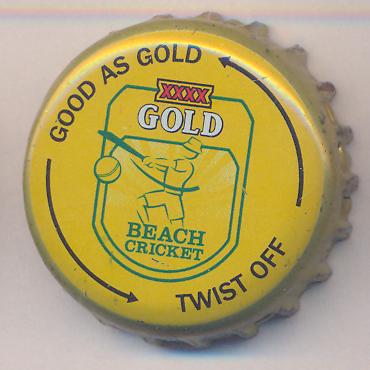 GOOD AS GOLD
XXXX
GOLD
BEACH
CRICKET
TWIST OFF